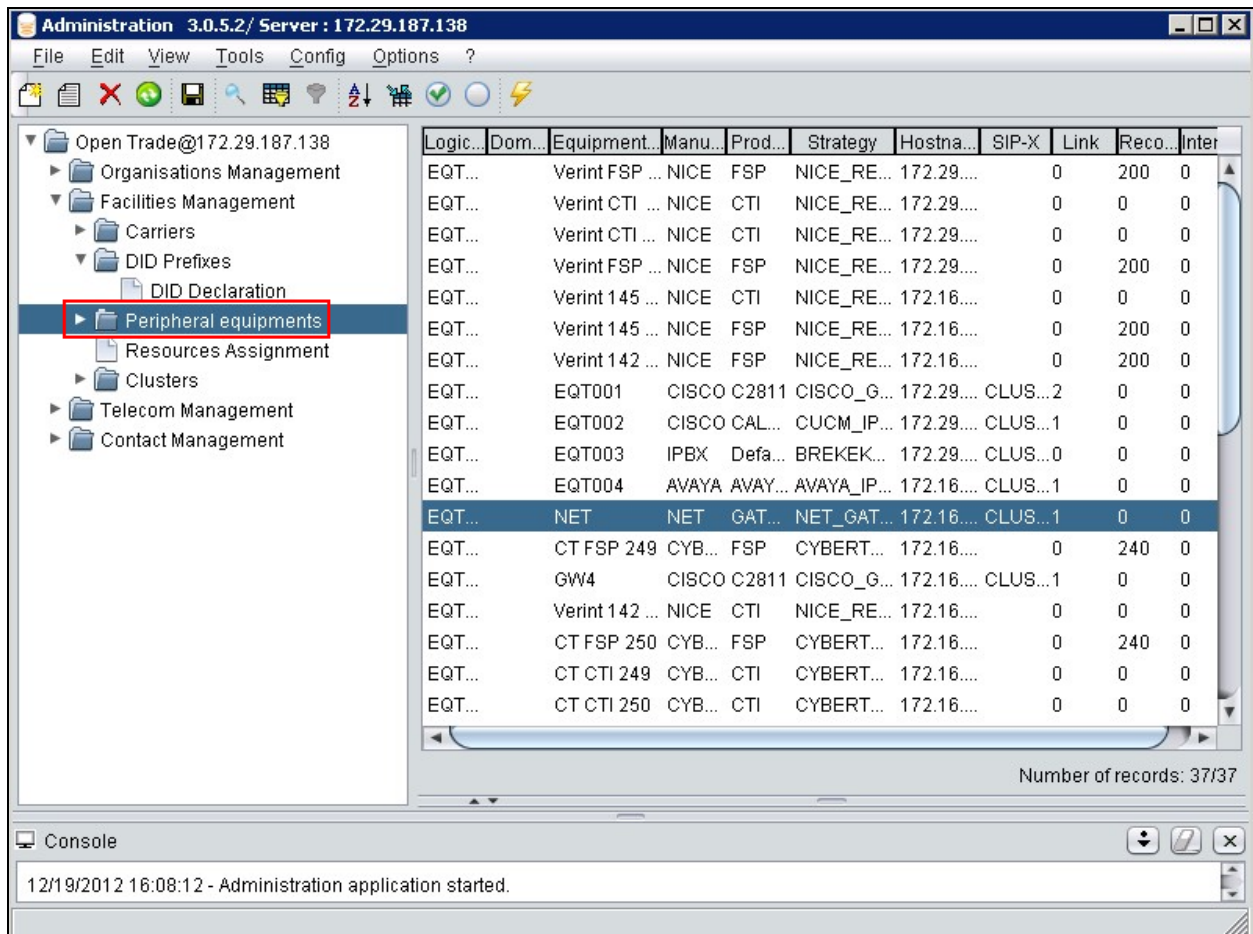 Administration 3.0.5.2/ Server : 172.29.187.138
File Edit View Tools Config Options ?
Open Trade@172.29.187.138
Organisations Management
Facilities Management
Carriers
DID Prefixes
DID Declaration
Peripheral equipments
Resources Assignment
Clusters
Telecom Management
Contact Management
Logic... Dom... Equipment... Manu... Prod... Strategy Hostna... SIP-X Link Reco... Inter
EQT... Verint FSP ... NICE FSP NICE_RE... 172.29.... 0 200 0
EQT... Verint CTI ... NICE CTI NICE_RE... 172.29.... 0 0 0
EQT... Verint CTI ... NICE CTI NICE_RE... 172.29.... 0 0 0
EQT... Verint FSP ... NICE FSP NICE_RE... 172.29.... 0 200 0
EQT... Verint 145 ... NICE CTI NICE_RE... 172.16.... 0 0 0
EQT... Verint 145 ... NICE FSP NICE_RE... 172.16.... 0 200 0
EQT... Verint 142 ... NICE FSP NICE_RE... 172.16.... 0 200 0
EQT... EQT001 CISCO C2811 CISCO_G... 172.29.... CLUS... 2 0 0
EQT... EQT002 CISCO CAL... CUCM_IP... 172.29.... CLUS... 1 0 0
EQT... EQT003 IPBX Defa... BREKEK... 172.29.... CLUS... 0 0 0
EQT... EQT004 AVAYA AVAY... AVAYA_IP... 172.16.... CLUS... 1 0 0
EQT... NET NET GAT... NET_GAT... 172.16.... CLUS... 1 0 0
EQT... CT FSP 249 CYB... FSP CYBERT... 172.16.... 0 240 0
EQT... GW4 CISCO C2811 CISCO_G... 172.16.... CLUS... 1 0 0
EQT... Verint 142 ... NICE CTI NICE_RE... 172.16.... 0 0 0
EQT... CT FSP 250 CYB... FSP CYBERT... 172.16.... 0 240 0
EQT... CT CTI 249 CYB... CTI CYBERT... 172.16.... 0 0 0
EQT... CT CTI 250 CYB... CTI CYBERT... 172.16.... 0 0 0
Number of records: 37/37
Console
12/19/2012 16:08:12 - Administration application started.